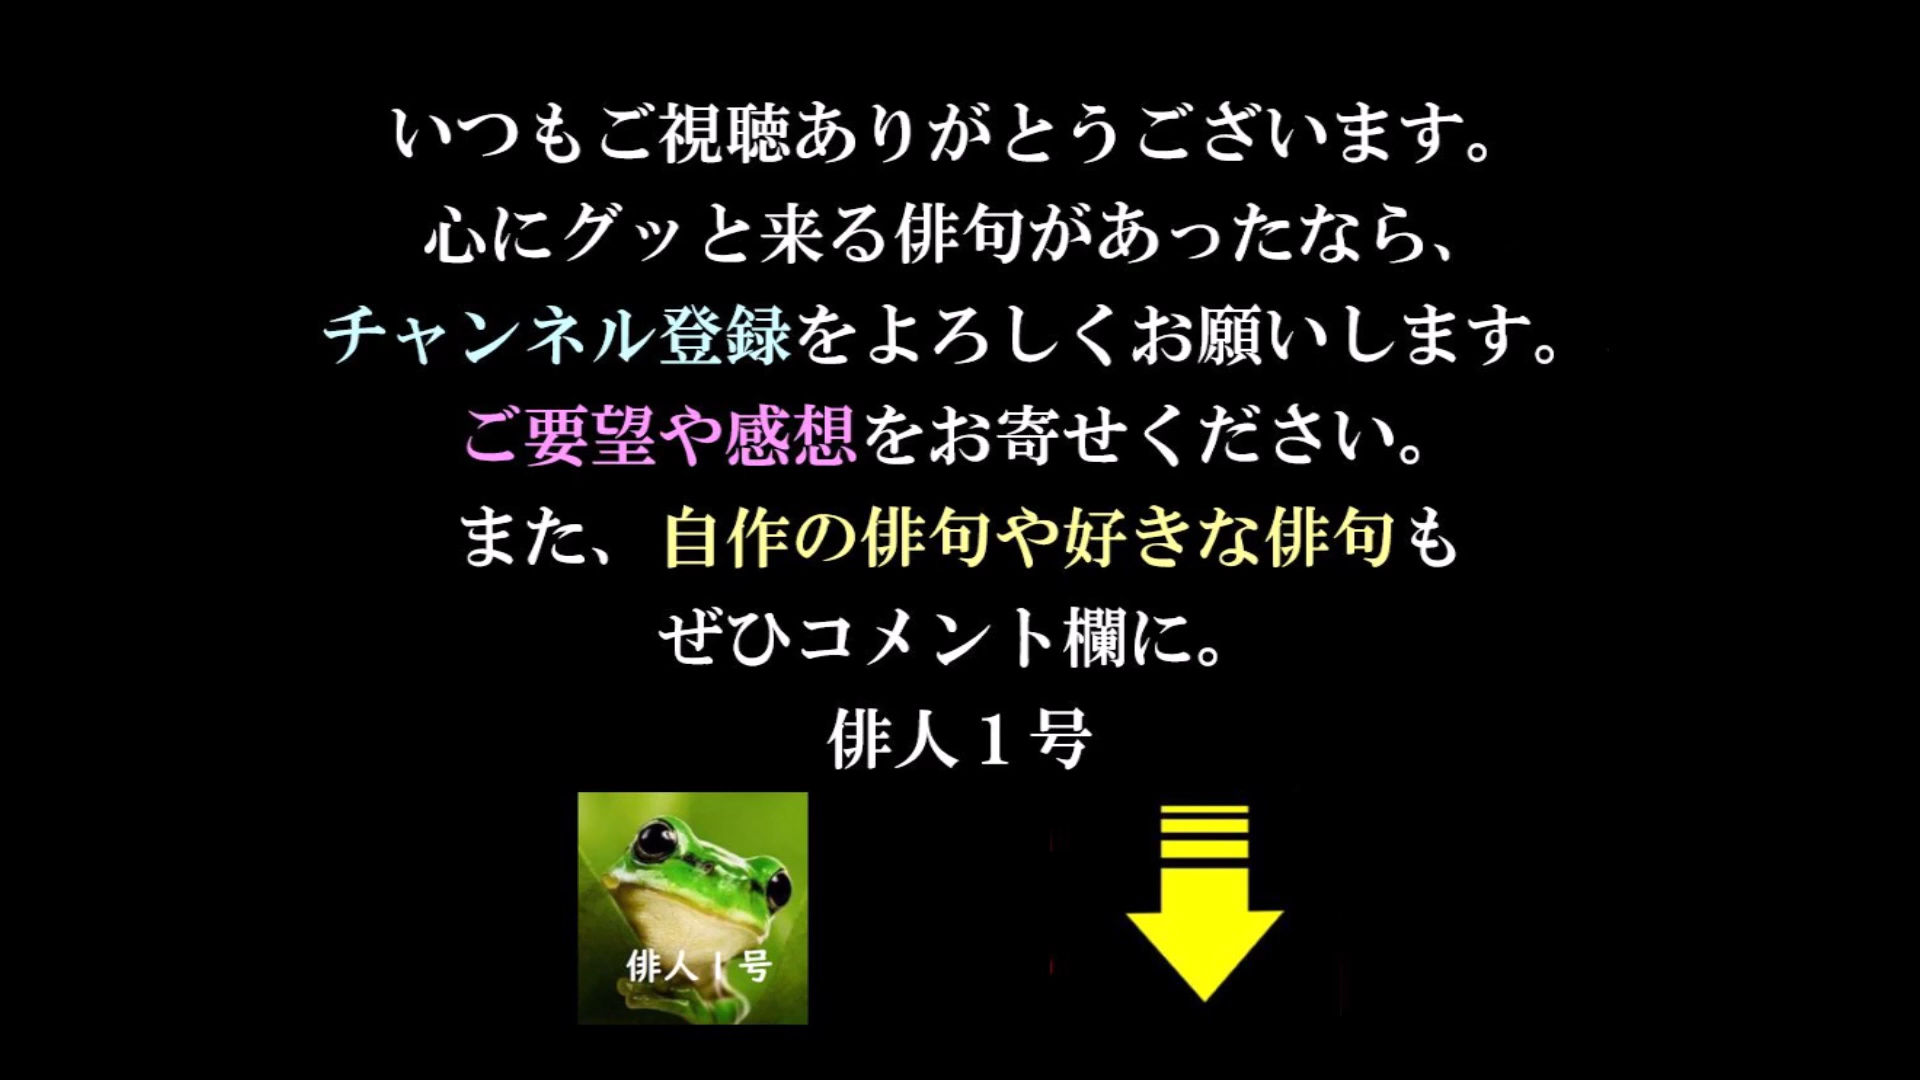 いつもご視聴ありがとうございます。
心にグッと来る俳句があったなら、
チャンネル登録をよろしくお願いします。
ご要望や感想をお寄せください。
また、自作の俳句や好きな俳句も
ぜひコメント欄に。
俳人１号
俳人１号